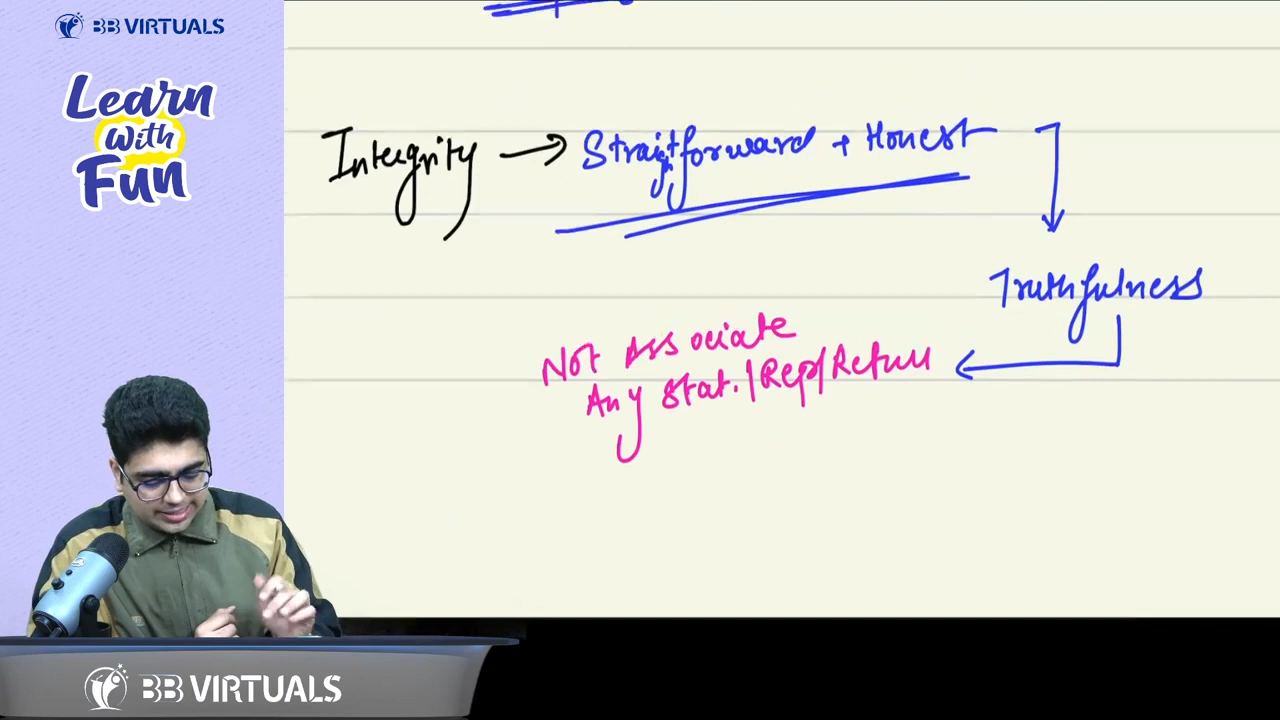 BB VIRTUALS
Learn
With
Fun
Integrity → Straightforward + Honest
Truthfulness
Not Associate
Any Stat. / Rep / Return
BB VIRTUALS